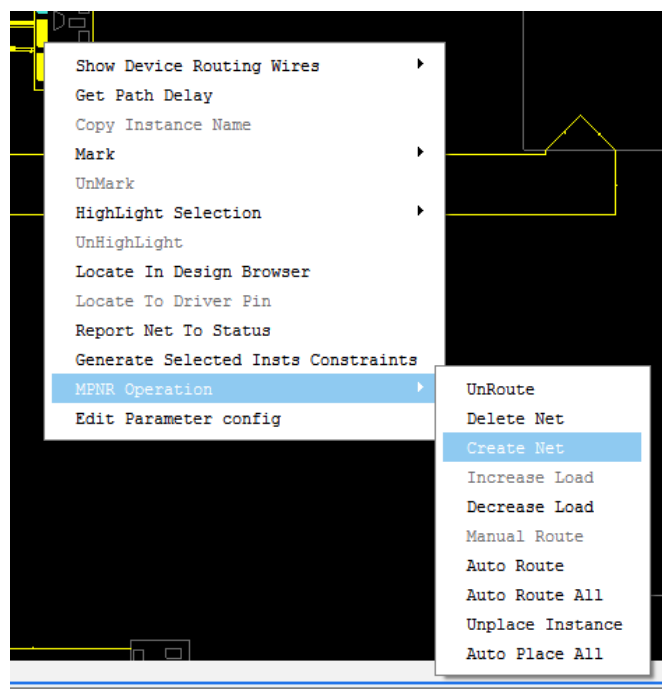 Show Device Routing Wires
Get Path Delay
Copy Instance Name
Mark
UnMark
HighLight Selection
UnHighLight
Locate In Design Browser
Locate To Driver Pin
Report Net To Status
Generate Selected Insts Constraints
MPNR Operation
Edit Parameter config
UnRoute
Delete Net
Create Net
Increase Load
Decrease Load
Manual Route
Auto Route
Auto Route All
Unplace Instance
Auto Place All